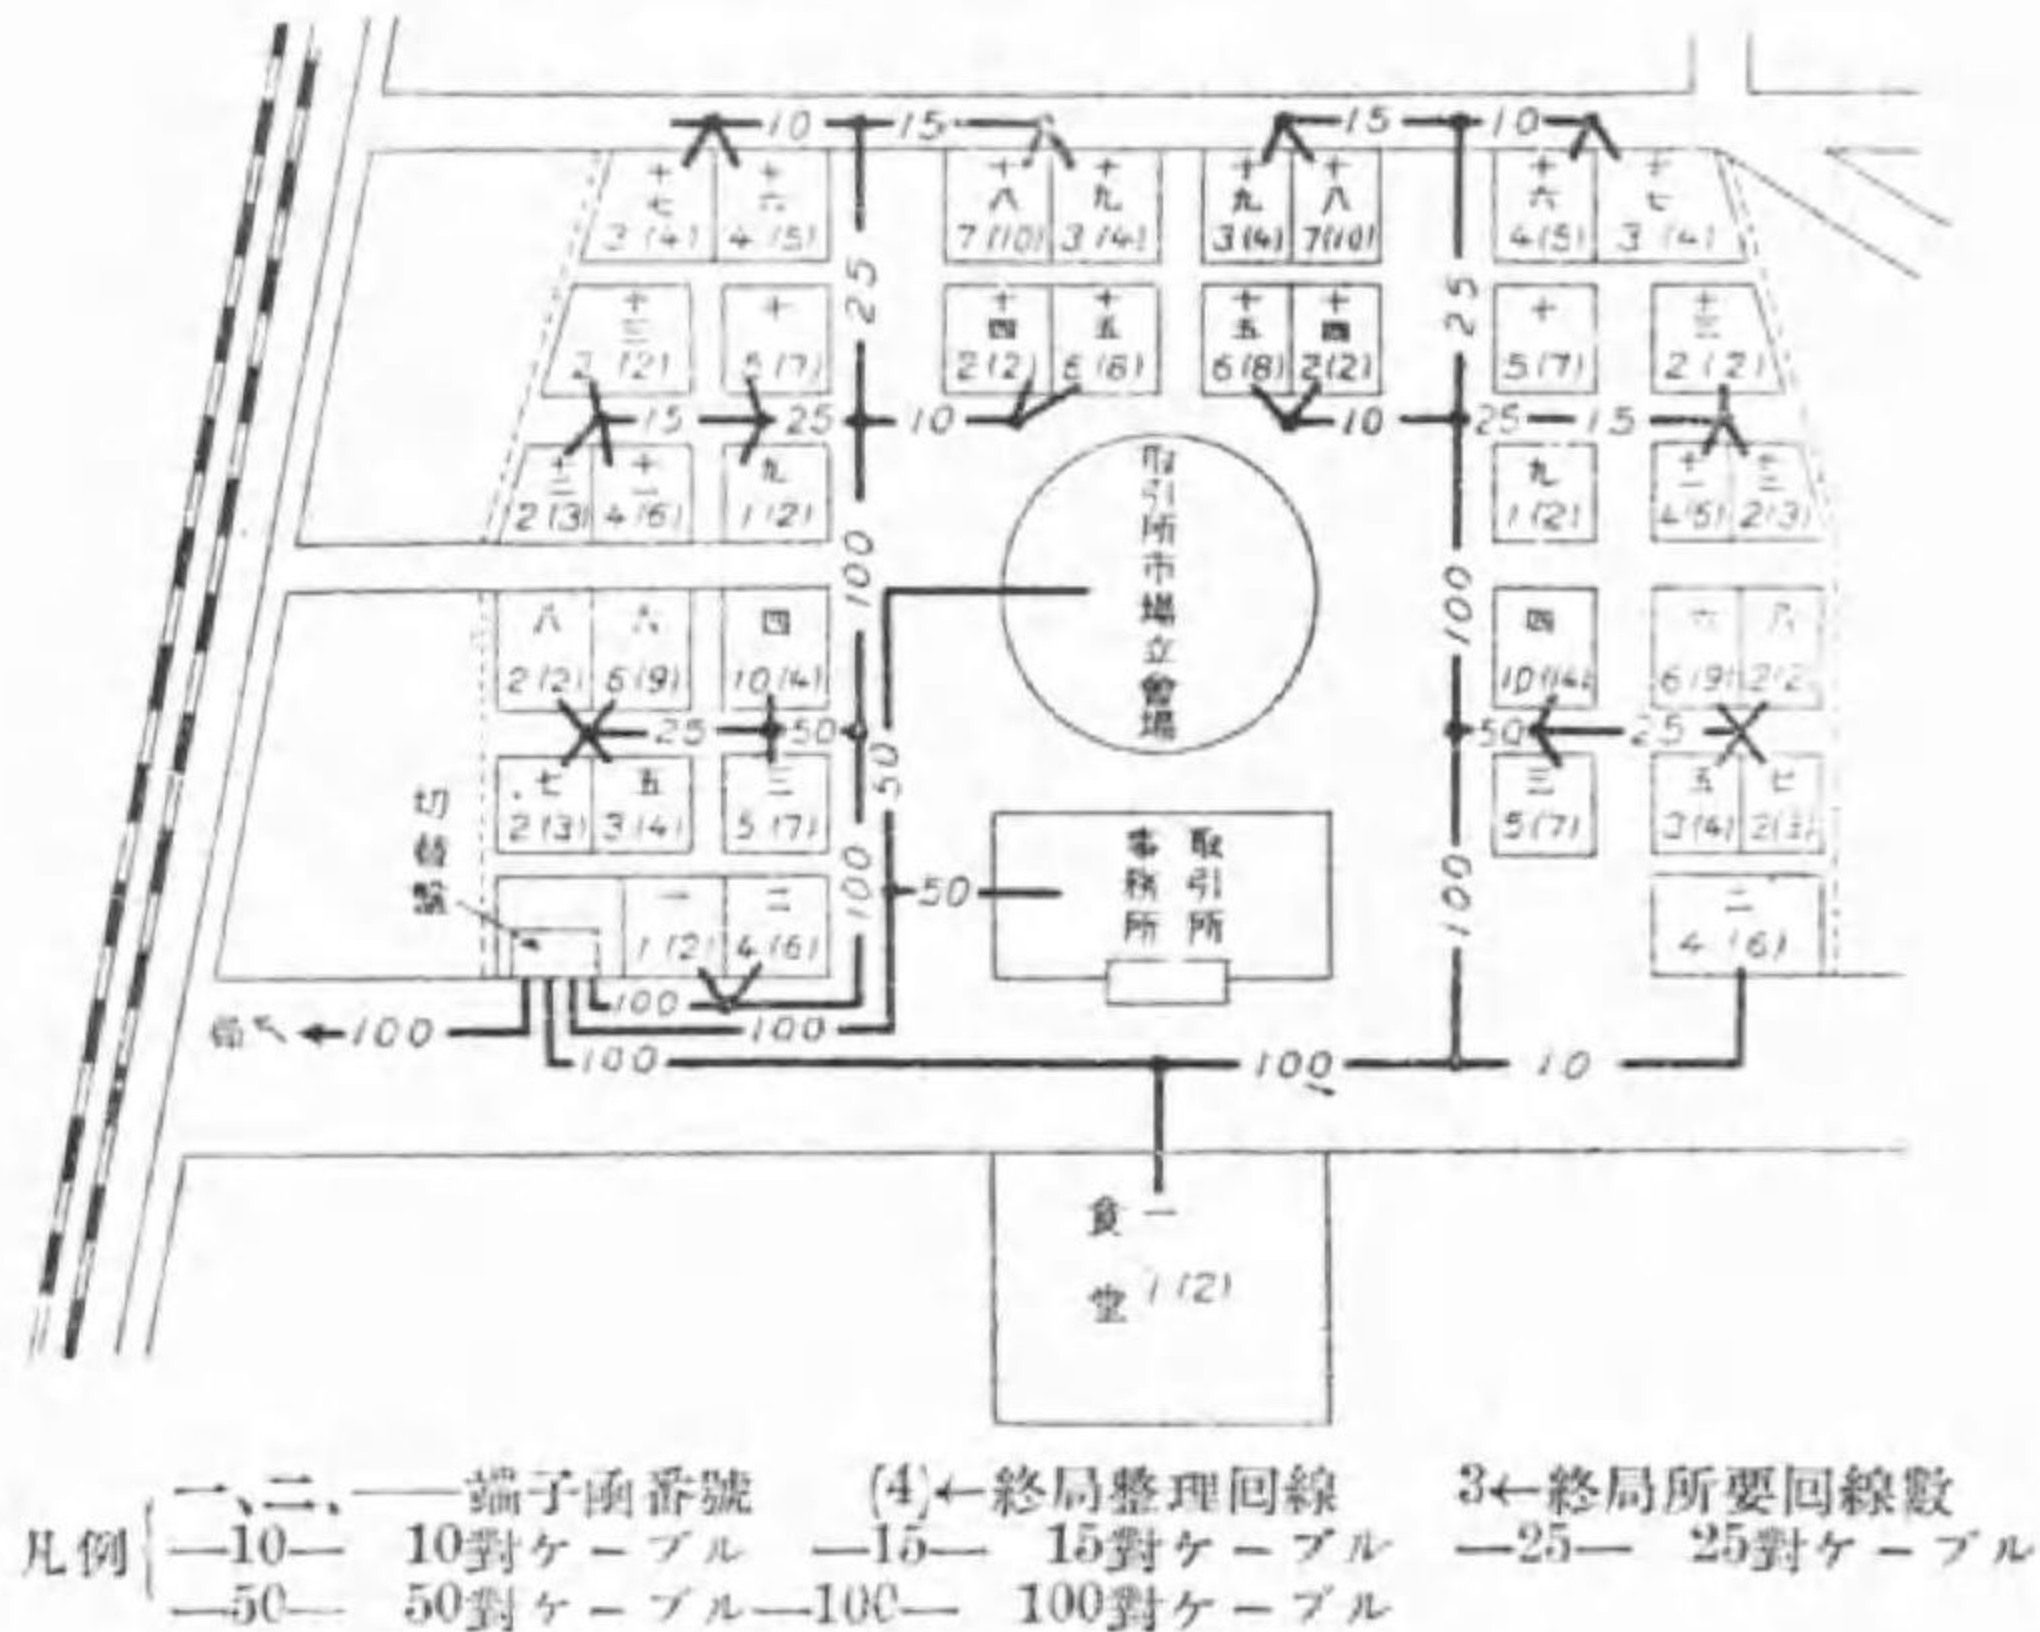 10 15 15 10
十七 十六 十八 十九 十九 十八 十六 十七
3(4) 4(5) 7(10) 3(4) 3(4) 7(10) 4(5) 3(4)
25 25
十三 十 十四 十五 十五 十四 十 十三
2(2) 5(7) 2(2) 6(8) 2(2) 5(7) 2(2)
15 25 10 10 25 15
十二 十一 九 九 十一 十二
2(3) 4(6) 1(2) 1(2) 2(3)
取引所市場立會場
100 100
八 六 四 四 六 八
2(2) 6(9) 10(14) 6(9) 2(2)
25 50 50 25
七 五 三 三 五 七
2(3) 3(4) 5(7) 5(7) 3(4) 2(3)
50
切替盤
100 50 100
取引所
事務所
一 二 二
1(2) 4(6) 4(6)
100
100
局へ 100
100 100 10
食堂 一
1(2)
凡例
一、二、——端子函番號 (4)←終局整理回線 3←終局所要回線數
—10— 10對ケーブル —15— 15對ケーブル —25— 25對ケーブル
—50— 50對ケーブル —100— 100對ケーブル